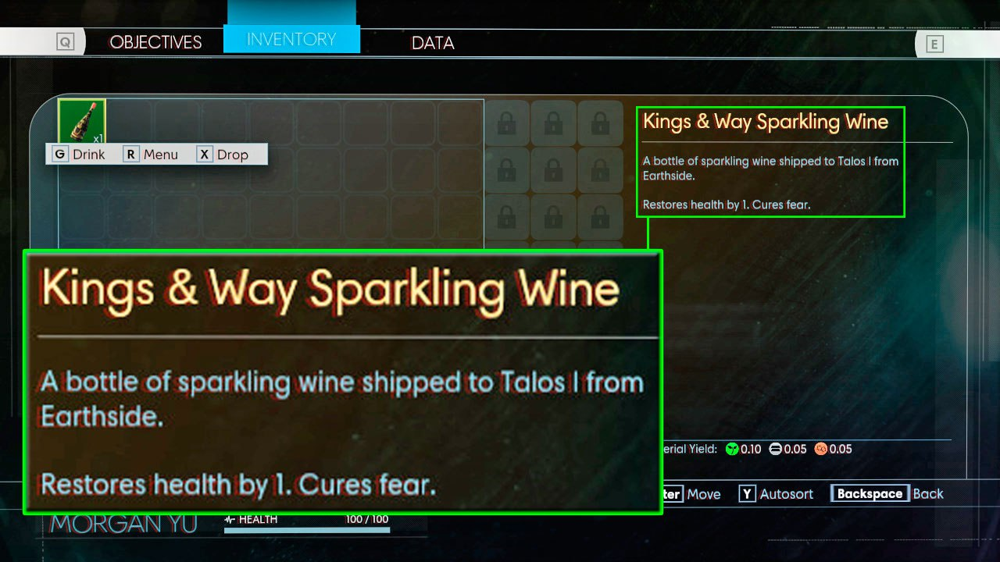 Q OBJECTIVES INVENTORY DATA E
x1
G Drink R Menu X Drop
Kings & Way Sparkling Wine
A bottle of sparkling wine shipped to Talos I from
Earthside.
Restores health by 1. Cures fear.
Kings & Way Sparkling Wine
A bottle of sparkling wine shipped to Talos I from
Earthside.
Restores health by 1. Cures fear.
erial Yield: 0.10 0.05 0.05
ter Move Y Autosort Backspace Back
MORGAN YU HEALTH 100 / 100